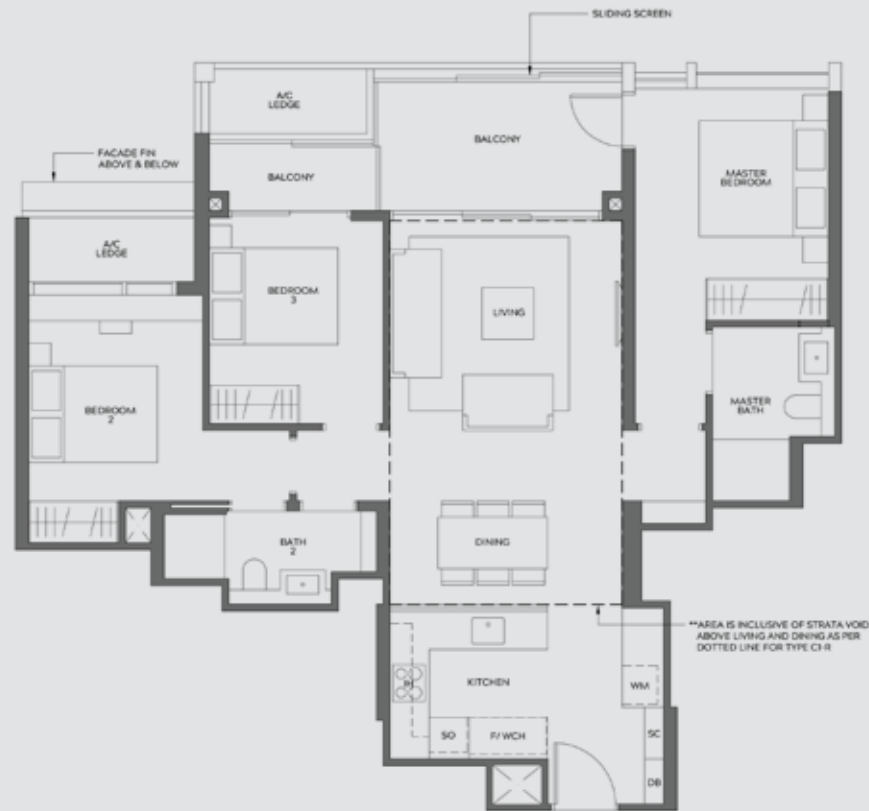 SLIDING SCREEN
A/C
LEDGE
BALCONY
FACADE FIN
ABOVE & BELOW
BALCONY
MASTER
BEDROOM
A/C
LEDGE
BEDROOM
3
LIVING
BEDROOM
2
MASTER
BATH
BATH
2
DINING
**AREA IS INCLUSIVE OF STRATA VOID
ABOVE LIVING AND DINING AS PER
DOTTED LINE FOR TYPE C1-R
KITCHEN
WM
SO
F/ WCH
SC
DB